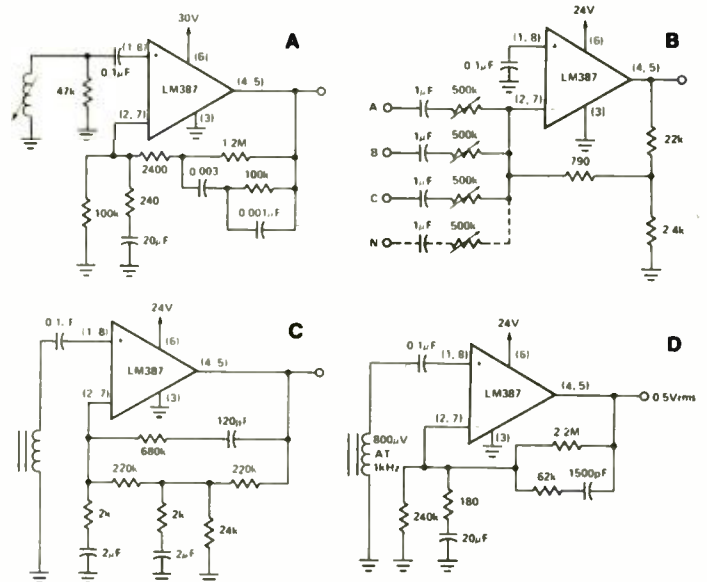 A
30V
(1 8)
(6)
0.1µF
LM387
(4 5)
47k
(2, 7)
(3)
2400
1.2M
0 003
100k
0.001µF
100k
240
20µF
B
24V
(1, 8)
(6)
0.1µF
LM387
(4, 5)
(2, 7)
(3)
A
1µF
500k
B
1µF
500k
C
1µF
500k
N
1µF
500k
22k
790
2 4k
C
24V
(1 8)
(6)
LM387
(4 5)
(2 7)
(3)
120pF
680k
220k
220k
2k
2k
24k
2µF
2µF
D
24V
0 1µF
(1, 8)
(6)
LM387
(4, 5)
0 5Vrms
(2, 7)
(3)
800µV
AT
1kHz
2 2M
62k
1500pF
240k
180
20µF